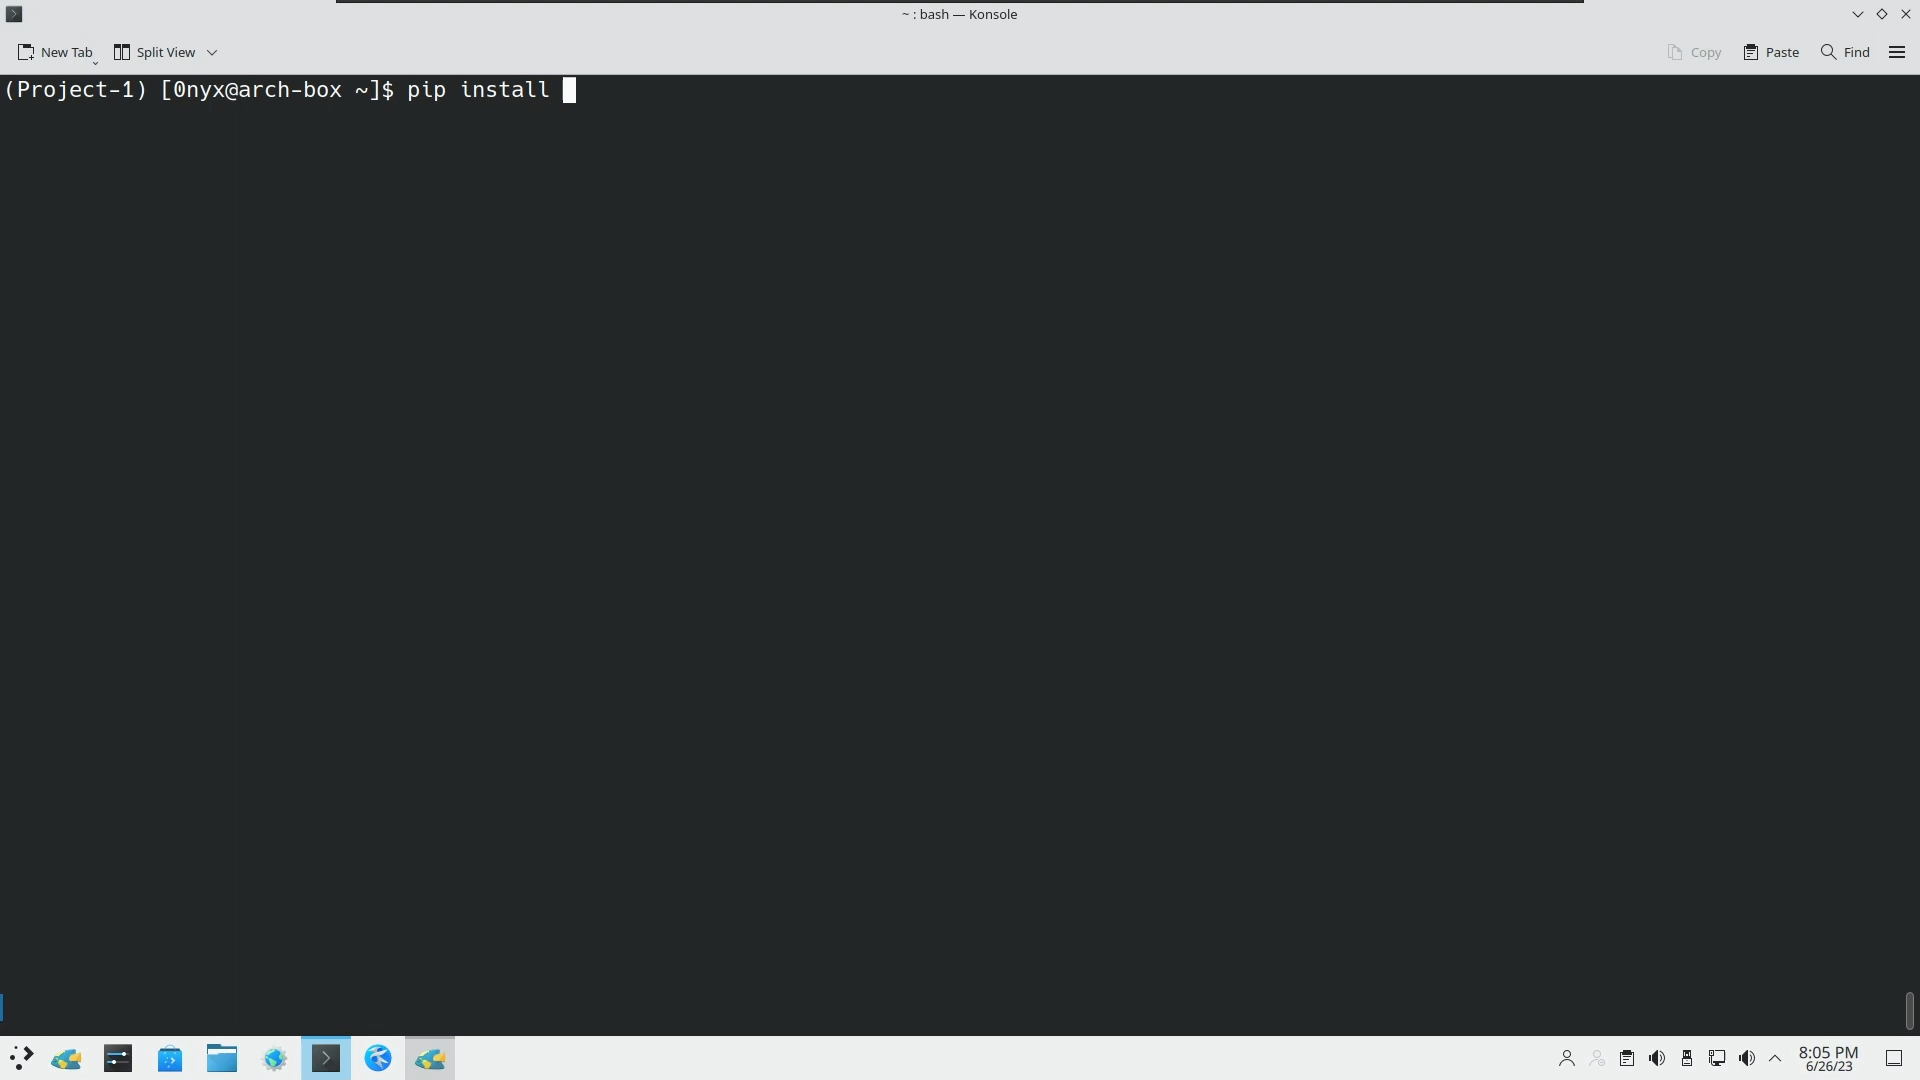 ~ : bash — Konsole
New Tab
Split View
Copy
Paste
Find
(Project-1) [0nyx@arch-box ~]$ pip install
8:05 PM
6/26/23